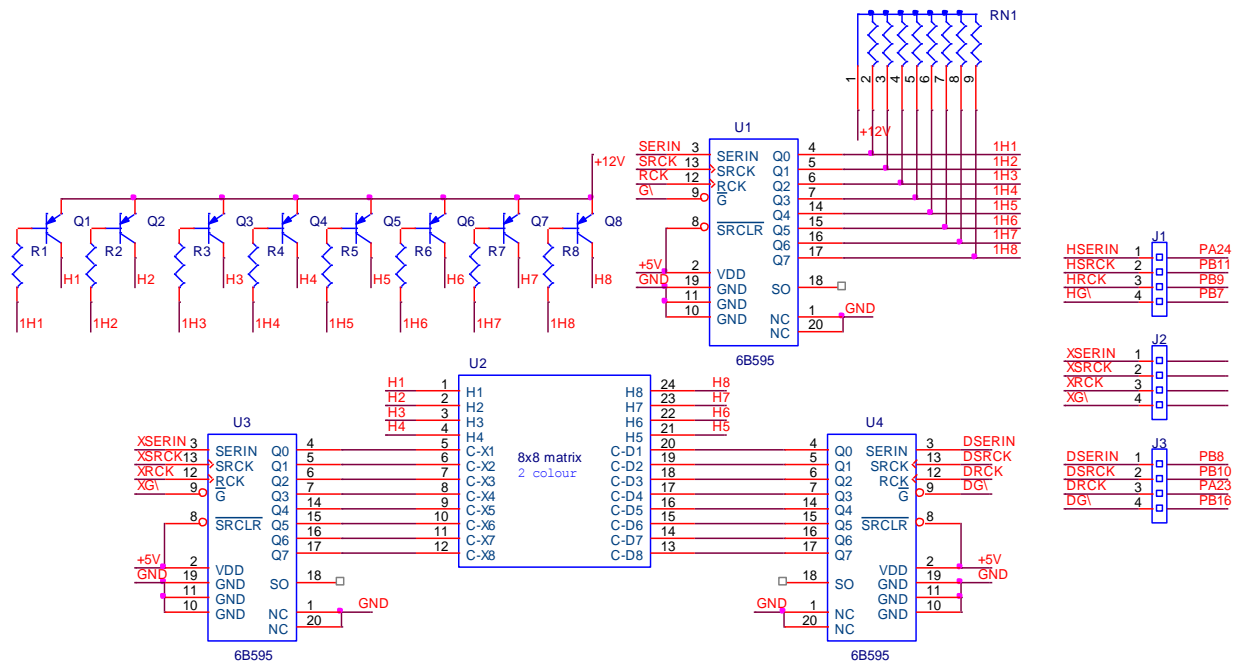 RN1
1 2 3 4 5 6 7 8 9
+12V
U1
SERIN 3 SERIN Q0 4 1H1
SRCK 13 SRCK Q1 5 1H2
RCK 12 RCK Q2 6 1H3
G\ 9 G Q3 7 1H4
Q4 14 1H5
8 SRCLR Q5 15 1H6
Q6 16 1H7
Q7 17 1H8
+5V 2 VDD
GND 19 GND SO 18
11 GND
10 GND NC 1 GND
NC 20
6B595
+12V
Q1 Q2 Q3 Q4 Q5 Q6 Q7 Q8
R1 R2 R3 R4 R5 R6 R7 R8
H1 H2 H3 H4 H5 H6 H7 H8
1H1 1H2 1H3 1H4 1H5 1H6 1H7 1H8
J1
HSERIN 1 PA24
HSRCK 2 PB11
HRCK 3 PB9
HG\ 4 PB7
J2
XSERIN 1
XSRCK 2
XRCK 3
XG\ 4
J3
DSERIN 1 PB8
DSRCK 2 PB10
DRCK 3 PA23
DG\ 4 PB16
U2
H1 1 H1 H8 24 H8
H2 2 H2 H7 23 H7
H3 3 H3 H6 22 H6
H4 4 H4 H5 21 H5
5 C-X1 C-D1 20
6 C-X2 C-D2 19
7 C-X3 C-D3 18
8 C-X4 C-D4 17
9 C-X5 C-D5 16
10 C-X6 C-D6 15
11 C-X7 C-D7 14
12 C-X8 C-D8 13
8x8 matrix
2 colour
U3
XSERIN 3 SERIN Q0 4
XSRCK 13 SRCK Q1 5
XRCK 12 RCK Q2 6
XG\ 9 G Q3 7
Q4 14
8 SRCLR Q5 15
Q6 16
Q7 17
+5V 2 VDD
GND 19 GND SO 18
11 GND
10 GND NC 1 GND
NC 20
6B595
U4
4 Q0 SERIN 3 DSERIN
5 Q1 SRCK 13 DSRCK
6 Q2 RCK 12 DRCK
7 Q3 G 9 DG\
14 Q4
15 Q5 SRCLR 8
16 Q6
17 Q7
VDD 2 +5V
18 SO GND 19 GND
GND 11
GND 1 NC GND 10
20 NC
6B595